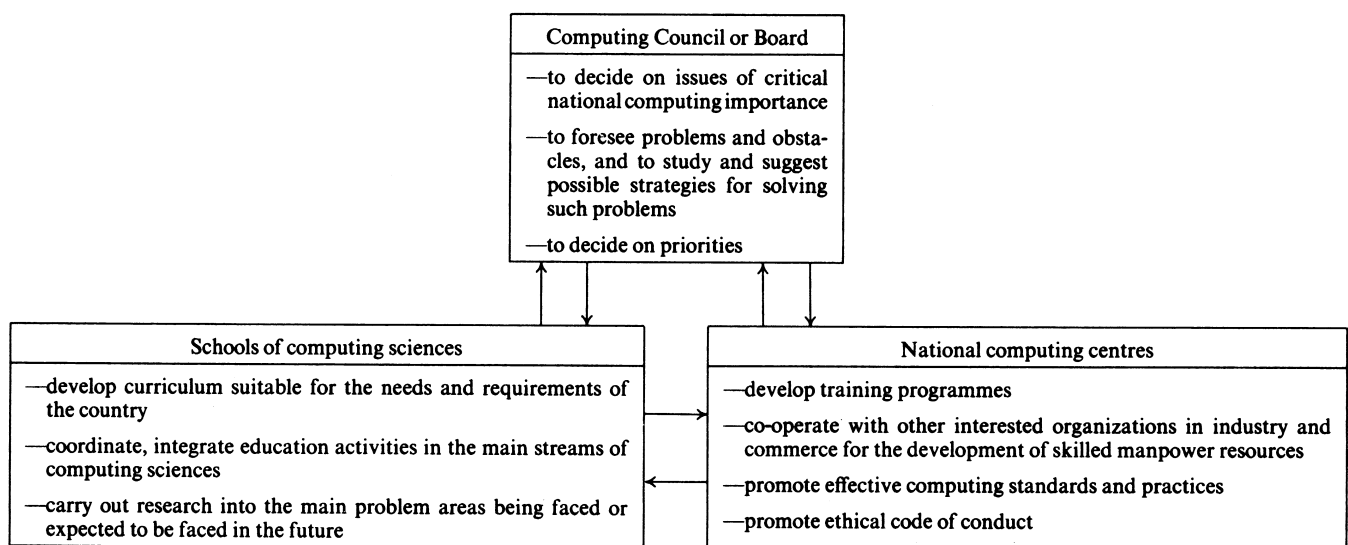 Computing Council or Board
—to decide on issues of critical
national computing importance
—to foresee problems and obsta-
cles, and to study and suggest
possible strategies for solving
such problems
—to decide on priorities
Schools of computing sciences
—develop curriculum suitable for the needs and requirements of
the country
—coordinate, integrate education activities in the main streams of
computing sciences
—carry out research into the main problem areas being faced or
expected to be faced in the future
National computing centres
—develop training programmes
—co-operate with other interested organizations in industry and
commerce for the development of skilled manpower resources
—promote effective computing standards and practices
—promote ethical code of conduct